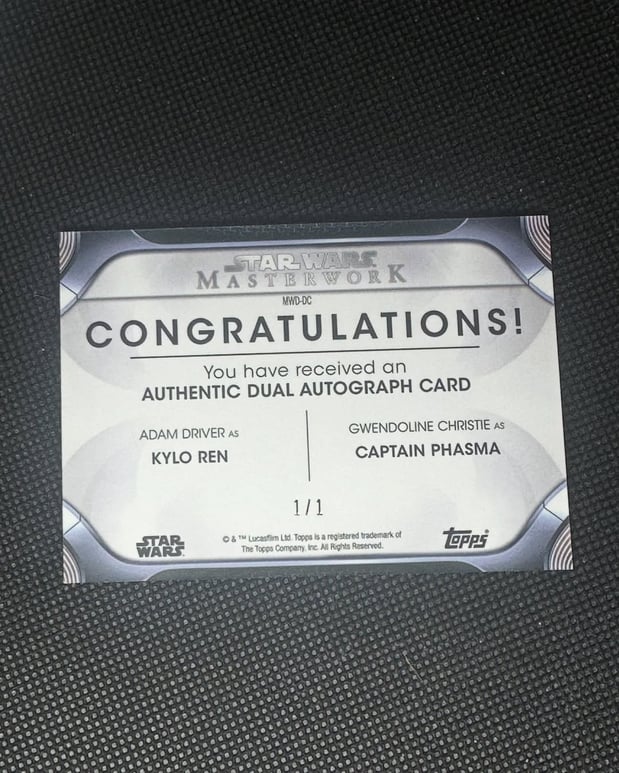 STAR WARS
MASTERWORK
MWD-DC
CONGRATULATIONS!
You have received an
AUTHENTIC DUAL AUTOGRAPH CARD
ADAM DRIVER AS
KYLO REN
GWENDOLINE CHRISTIE AS
CAPTAIN PHASMA
1/1
STAR
WARS
© & ™ Lucasfilm Ltd. Topps is a registered trademark of
The Topps Company, Inc. All Rights Reserved.
Topps